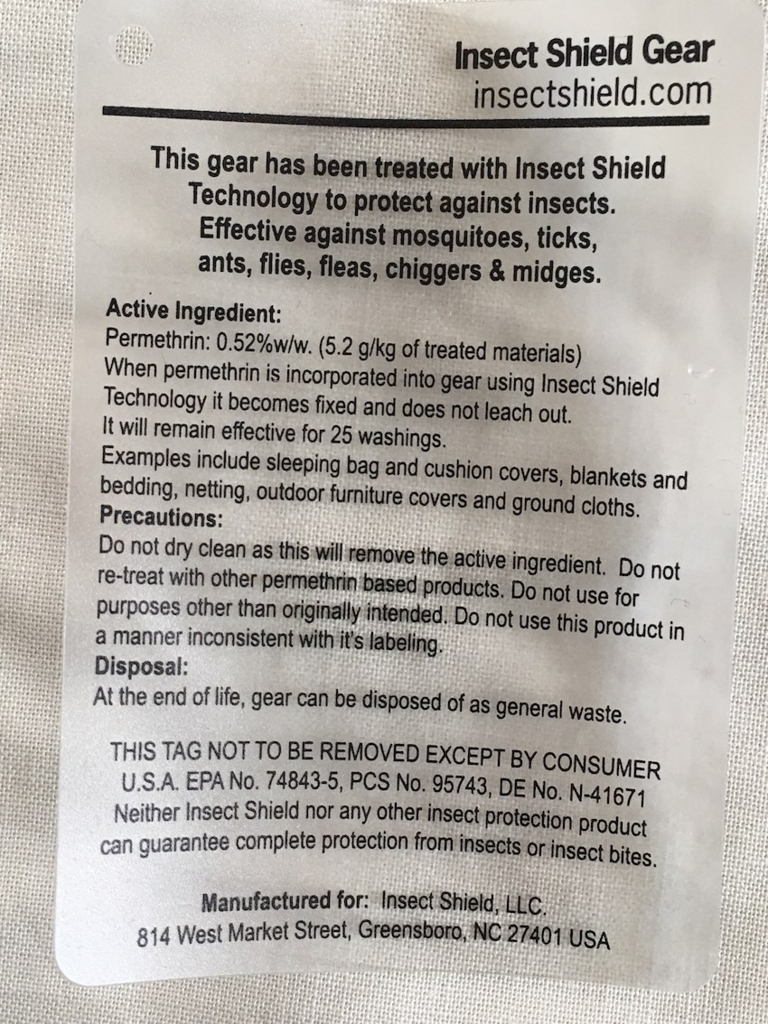 Insect Shield Gear
insectshield.com
This gear has been treated with Insect Shield
Technology to protect against insects.
Effective against mosquitoes, ticks,
ants, flies, fleas, chiggers & midges.
Active Ingredient:
Permethrin: 0.52%w/w. (5.2 g/kg of treated materials)
When permethrin is incorporated into gear using Insect Shield
Technology it becomes fixed and does not leach out.
It will remain effective for 25 washings.
Examples include sleeping bag and cushion covers, blankets and
bedding, netting, outdoor furniture covers and ground cloths.
Precautions:
Do not dry clean as this will remove the active ingredient. Do not
re-treat with other permethrin based products. Do not use for
purposes other than originally intended. Do not use this product in
a manner inconsistent with it's labeling.
Disposal:
At the end of life, gear can be disposed of as general waste.
THIS TAG NOT TO BE REMOVED EXCEPT BY CONSUMER
U.S.A. EPA No. 74843-5, PCS No. 95743, DE No. N-41671
Neither Insect Shield nor any other insect protection product
can guarantee complete protection from insects or insect bites.
Manufactured for: Insect Shield, LLC.
814 West Market Street, Greensboro, NC 27401 USA